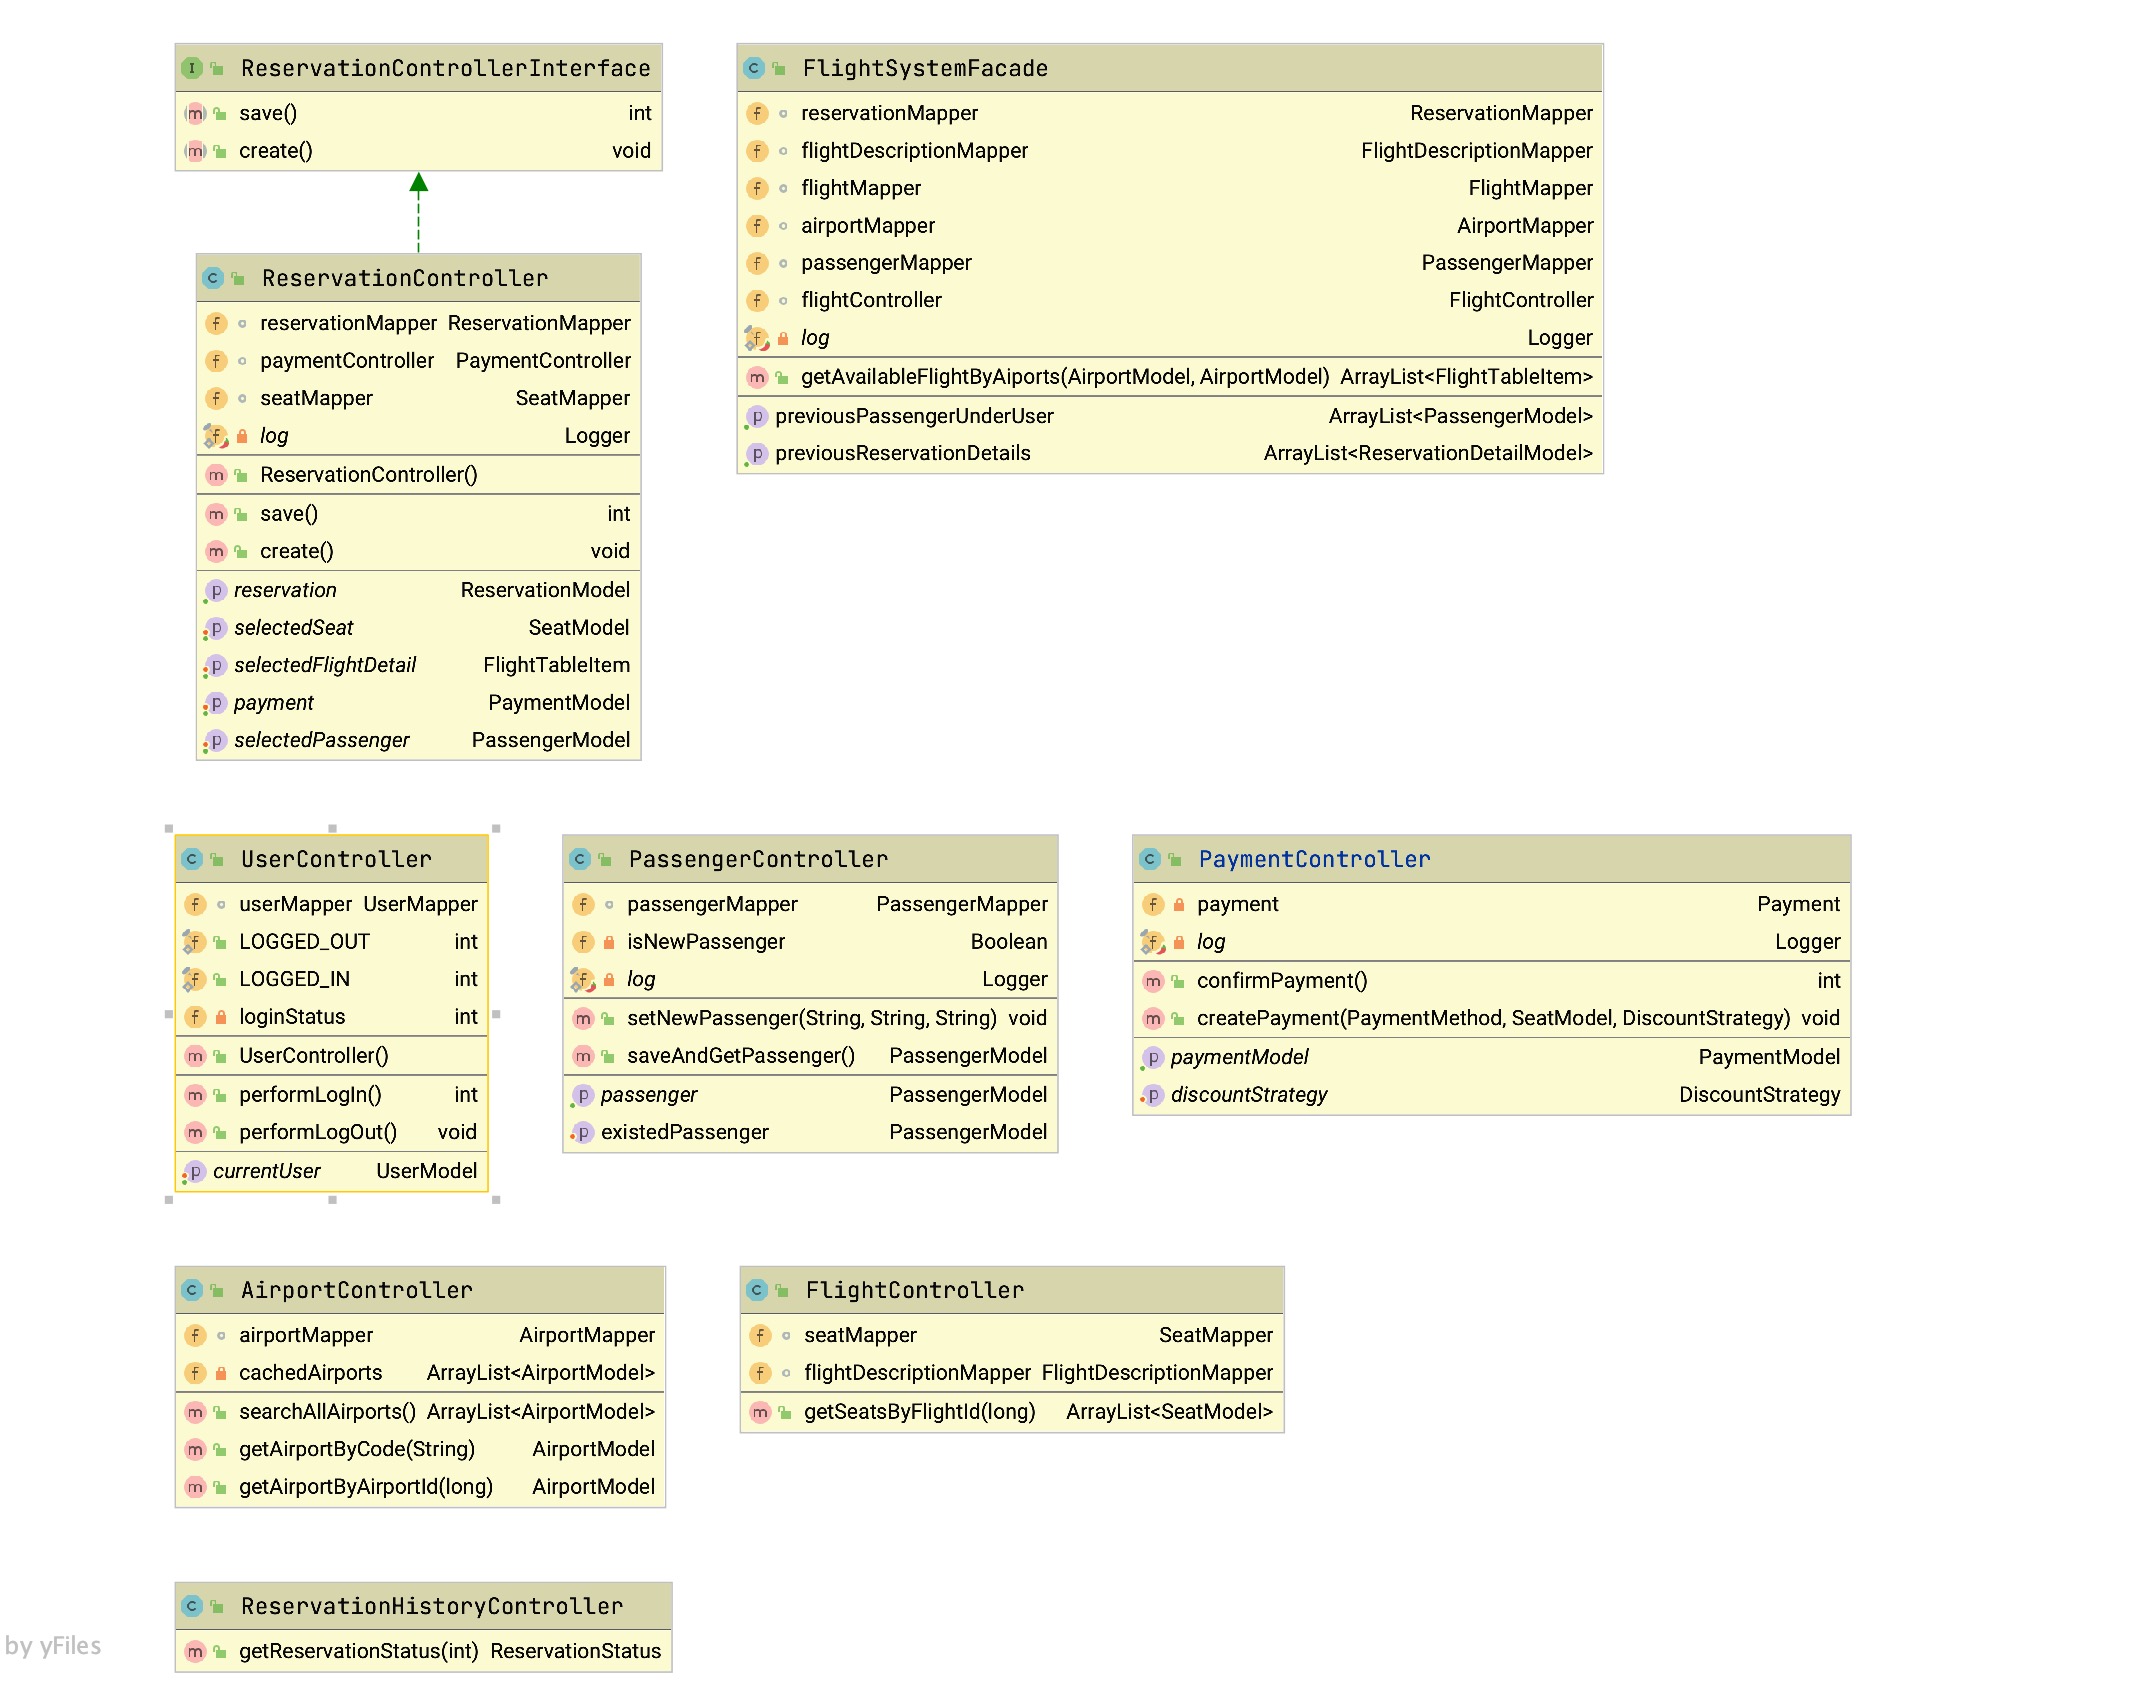 ReservationControllerInterface
save() int
create() void
FlightSystemFacade
reservationMapper ReservationMapper
flightDescriptionMapper FlightDescriptionMapper
flightMapper FlightMapper
airportMapper AirportMapper
passengerMapper PassengerMapper
flightController FlightController
log Logger
getAvailableFlightByAiports(AirportModel, AirportModel) ArrayList<FlightTableItem>
previousPassengerUnderUser ArrayList<PassengerModel>
previousReservationDetails ArrayList<ReservationDetailModel>
ReservationController
reservationMapper ReservationMapper
paymentController PaymentController
seatMapper SeatMapper
log Logger
ReservationController()
save() int
create() void
reservation ReservationModel
selectedSeat SeatModel
selectedFlightDetail FlightTableItem
payment PaymentModel
selectedPassenger PassengerModel
UserController
userMapper UserMapper
LOGGED_OUT int
LOGGED_IN int
loginStatus int
UserController()
performLogIn() int
performLogOut() void
currentUser UserModel
PassengerController
passengerMapper PassengerMapper
isNewPassenger Boolean
log Logger
setNewPassenger(String, String, String) void
saveAndGetPassenger() PassengerModel
passenger PassengerModel
existedPassenger PassengerModel
PaymentController
payment Payment
log Logger
confirmPayment() int
createPayment(PaymentMethod, SeatModel, DiscountStrategy) void
paymentModel PaymentModel
discountStrategy DiscountStrategy
AirportController
airportMapper AirportMapper
cachedAirports ArrayList<AirportModel>
searchAllAirports() ArrayList<AirportModel>
getAirportByCode(String) AirportModel
getAirportByAirportId(long) AirportModel
FlightController
seatMapper SeatMapper
flightDescriptionMapper FlightDescriptionMapper
getSeatsByFlightId(long) ArrayList<SeatModel>
ReservationHistoryController
getReservationStatus(int) ReservationStatus
by yFiles